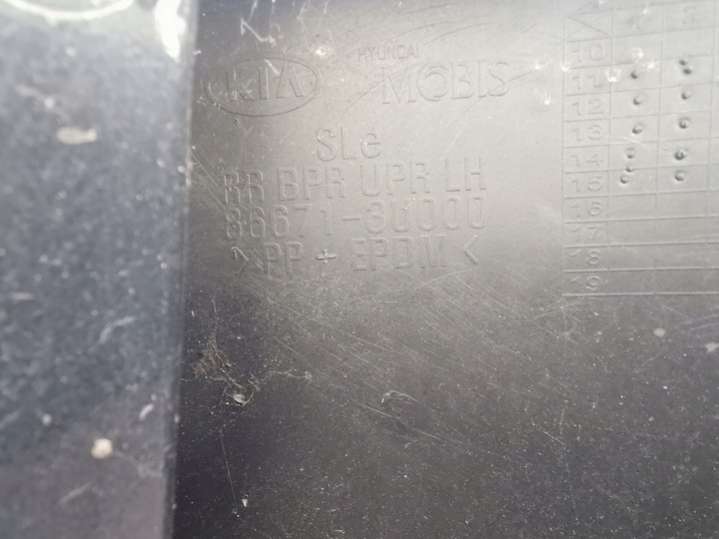 KIA
HYUNDAI
MOBIS
SLe
RR BPR UPR LH
86671-3U000
>PP + EPDM<
10
11
12
13
14
15
16
17
18
19